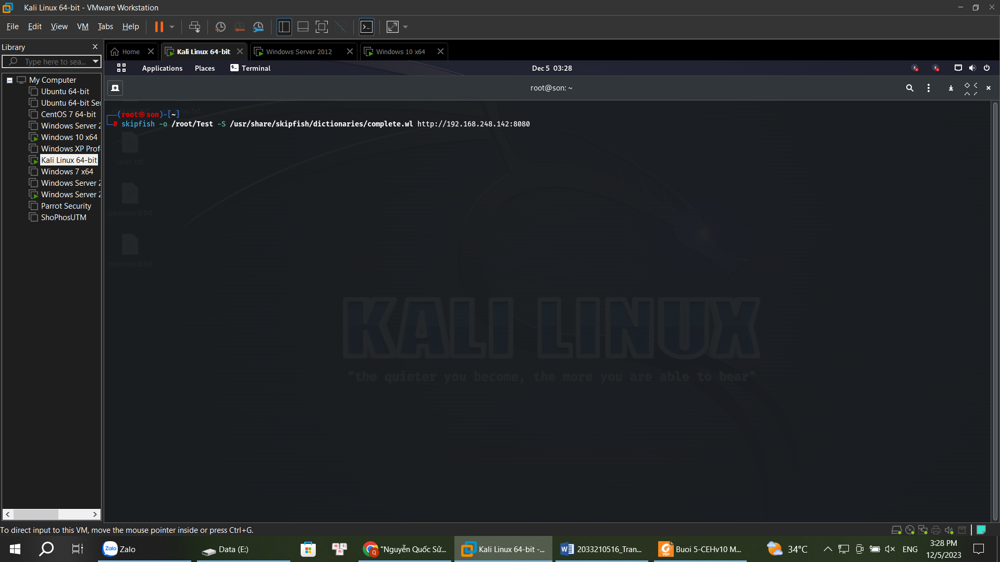 Kali Linux 64-bit - VMware Workstation
File Edit View VM Tabs Help
Library
Type here to sea...
My Computer
Ubuntu 64-bit
Ubuntu 64-bit Se
CentOS 7 64-bit
Windows Server 2
Windows 10 x64
Windows XP Prof
Kali Linux 64-bit
Windows 7 x64
Windows Server 2
Windows Server 2
Parrot Security
ShoPhosUTM
Home Kali Linux 64-bit Windows Server 2012 Windows 10 x64
Applications Places Terminal Dec 5 03:28
root@son: ~
(root㉿son)-[~]
# skipfish -o /root/Test -S /usr/share/skipfish/dictionaries/complete.wl http://192.168.248.142:8080
user.txt
password.txt
password.lst
KALI LINUX
"the quieter you become, the more you are able to hear"
To direct input to this VM, move the mouse pointer inside or press Ctrl+G.
Zalo Zalo Data (E:) "Nguyễn Quốc Sử... Kali Linux 64-bit -... 2033210516_Tran... PDF Buoi 5-CEHv10 M... 34°C ENG
3:28 PM
12/5/2023